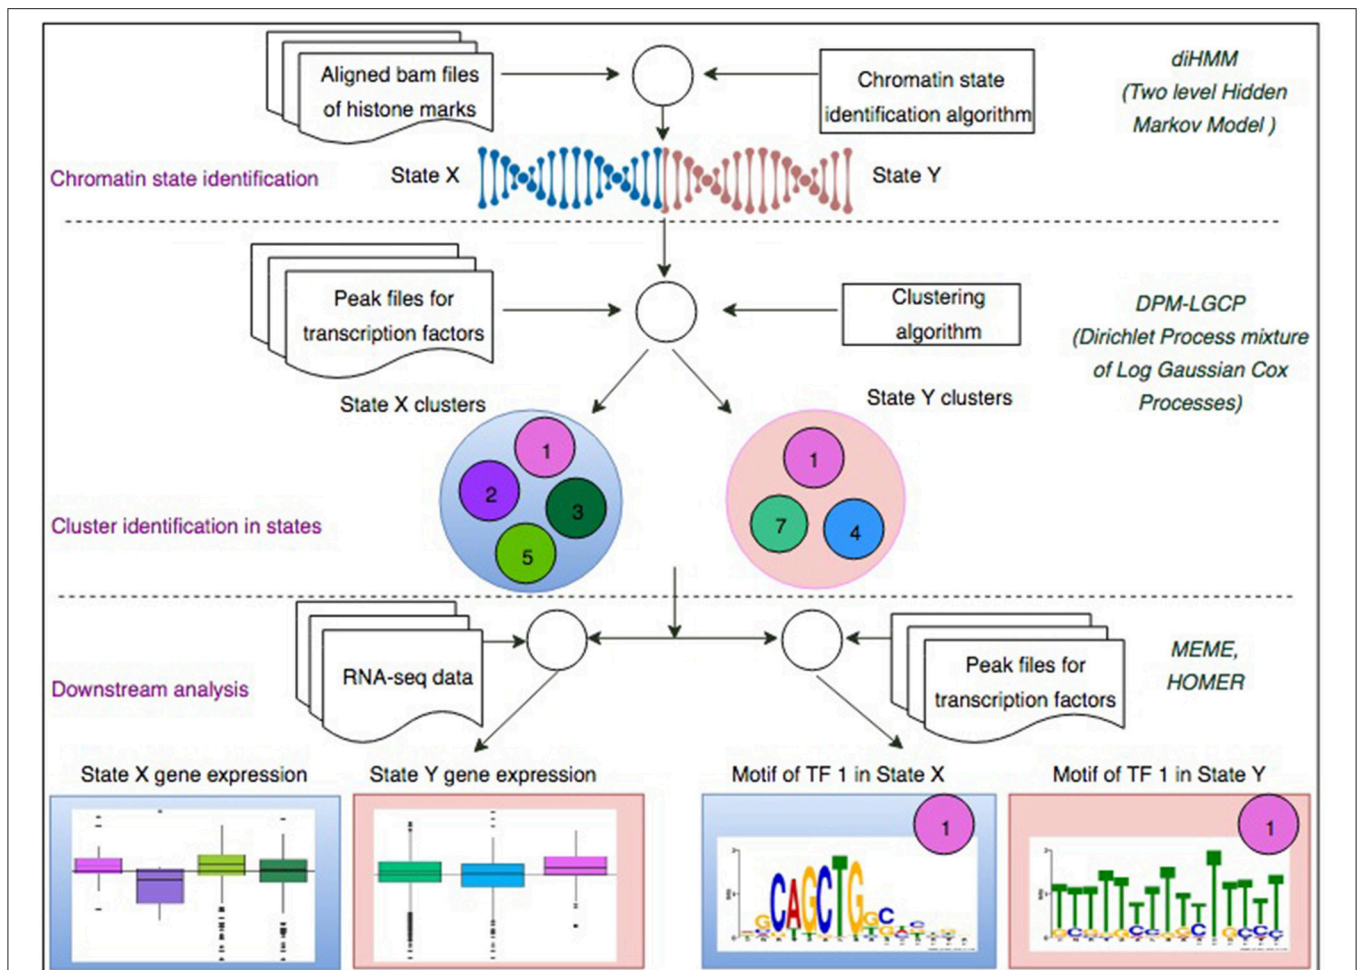 Aligned bam files
of histone marks
Chromatin state
identification algorithm
diHMM
(Two level Hidden
Markov Model )
State X
State Y
Chromatin state identification
Peak files for
transcription factors
Clustering
algorithm
DPM-LGCP
(Dirichlet Process mixture
of Log Gaussian Cox
Processes)
State X clusters
State Y clusters
1
2
3
5
1
7
4
Cluster identification in states
RNA-seq data
Peak files for
transcription factors
MEME,
HOMER
Downstream analysis
State X gene expression
State Y gene expression
Motif of TF 1 in State X
Motif of TF 1 in State Y
1
1
GCAGCTGGC
TTTTTTTTTTTTTT